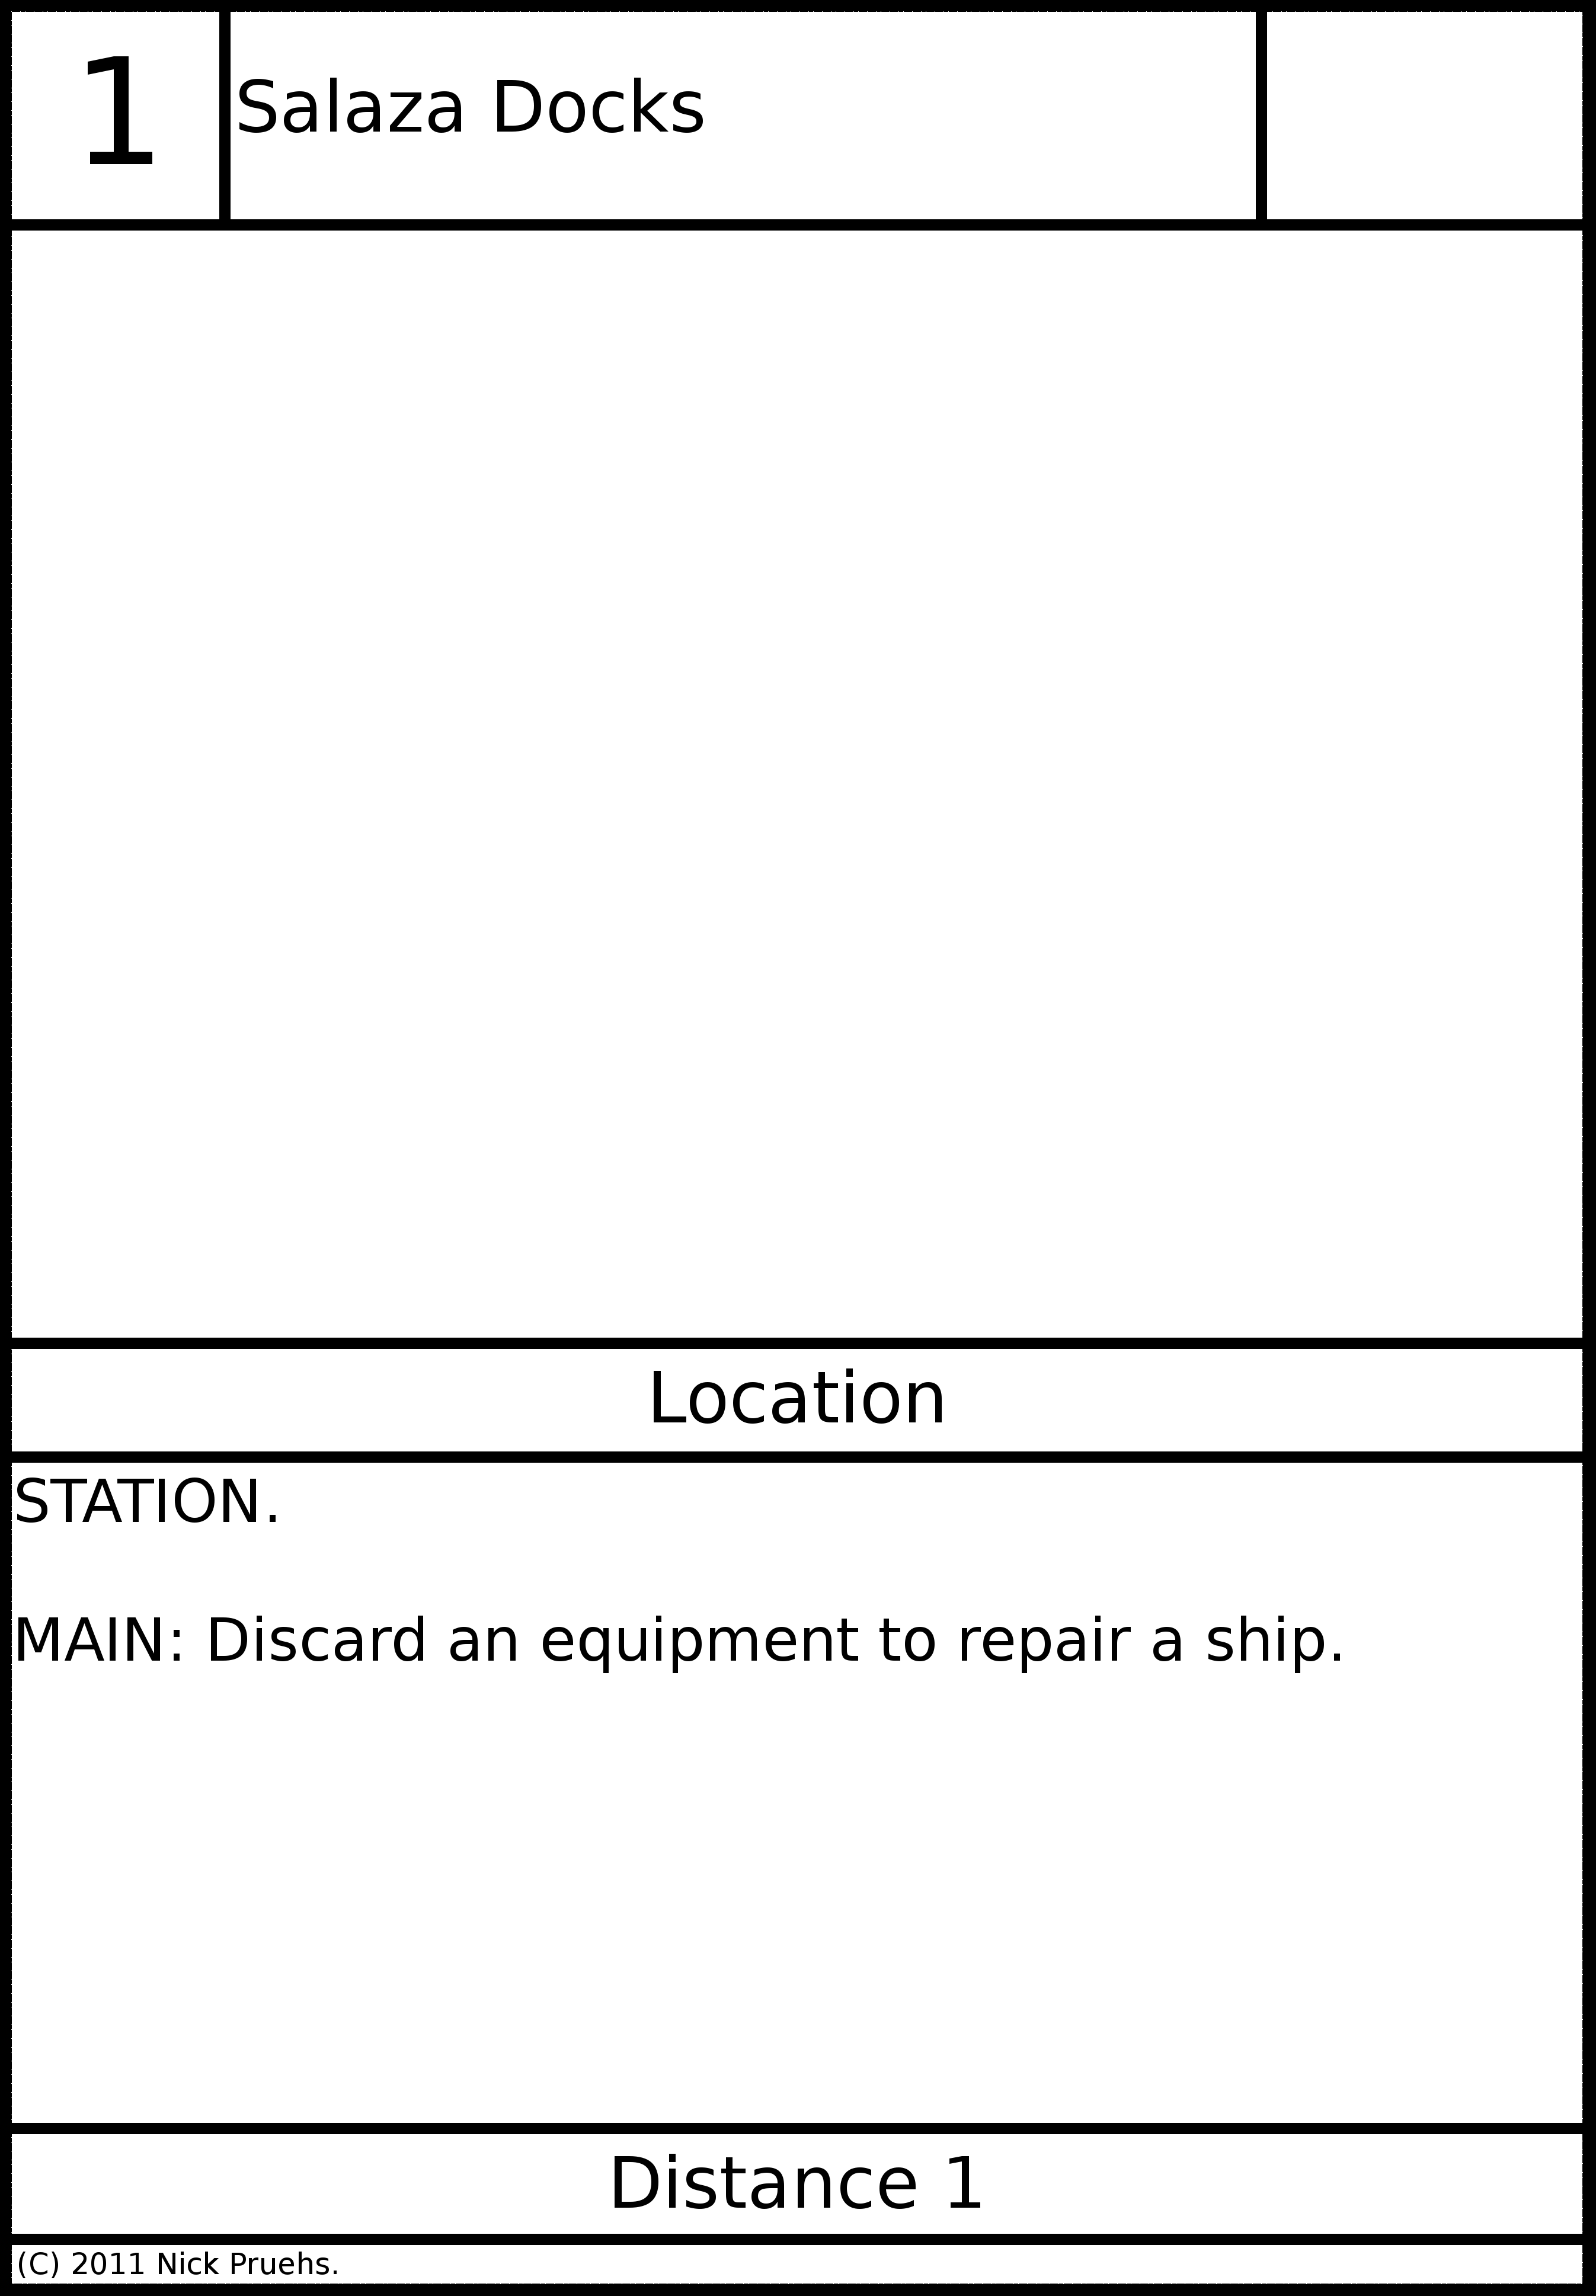 1
Salaza Docks
Location
STATION.
MAIN: Discard an equipment to repair a ship.
Distance 1
(C) 2011 Nick Pruehs.